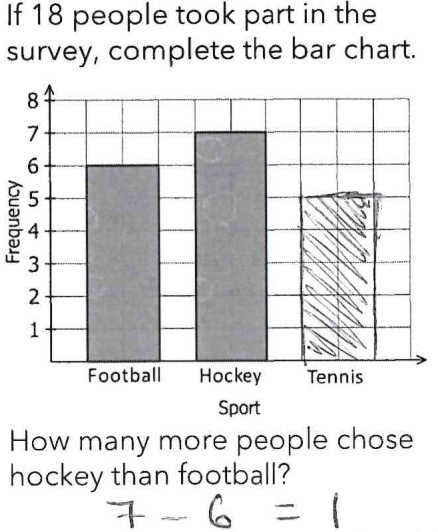 If 18 people took part in the
survey, complete the bar chart.
8
7
6
5
4
3
2
1
Frequency
Football Hockey Tennis
Sport
How many more people chose
hockey than football?
7 - 6 = 1